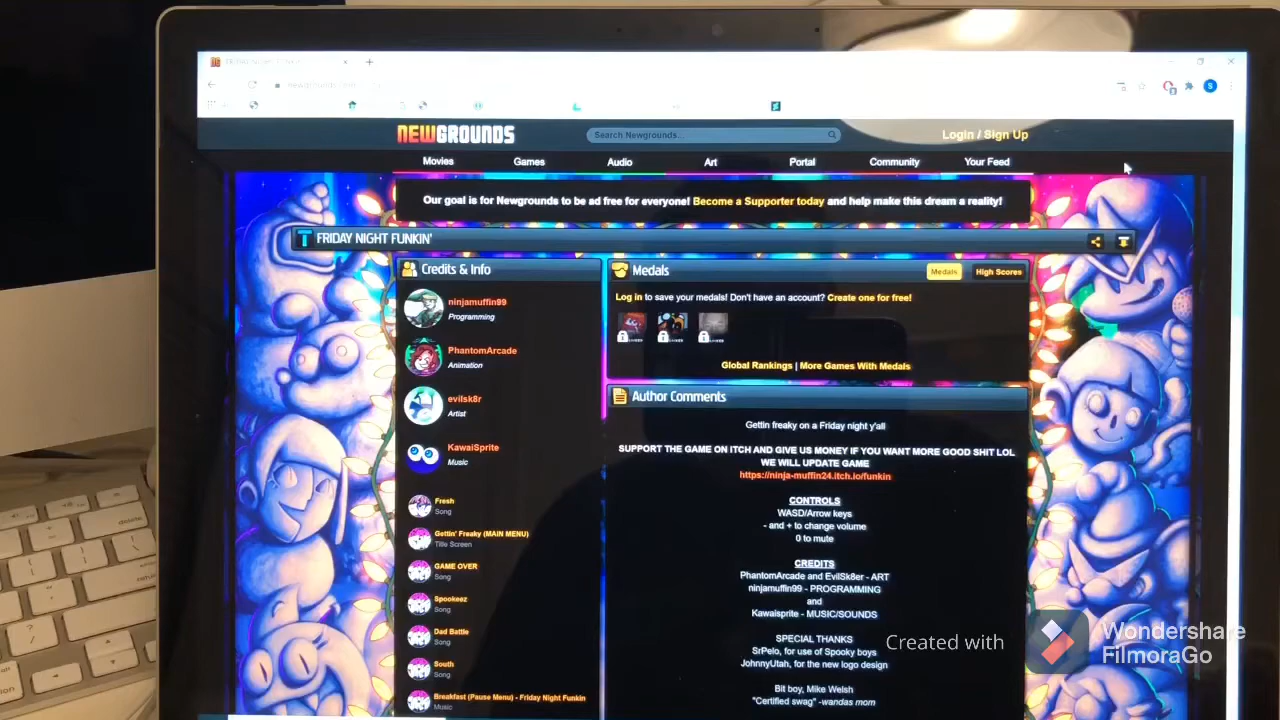 NEWGROUNDS
Search Newgrounds...
Login / Sign Up
Movies
Games
Audio
Art
Portal
Community
Your Feed
Our goal is for Newgrounds to be ad free for everyone! Become a Supporter today and help make this dream a reality!
FRIDAY NIGHT FUNKIN'
Credits & Info
ninjamuffin99
Programming
PhantomArcade
Animation
evilsk8r
Artist
KawaiSprite
Music
Fresh
Song
Gettin' Freaky (MAIN MENU)
Title Screen
GAME OVER
Song
Spookeez
Song
Dad Battle
Song
South
Song
Breakfast (Pause Menu) - Friday Night Funkin
Music
Medals
Medals
High Scores
Log in to save your medals! Don't have an account? Create one for free!
Global Rankings | More Games With Medals
Author Comments
Gettin freaky on a Friday night y'all
SUPPORT THE GAME ON ITCH AND GIVE US MONEY IF YOU WANT MORE GOOD SHIT LOL
WE WILL UPDATE GAME
https://ninja-muffin24.itch.io/funkin
CONTROLS
WASD/Arrow keys
- and + to change volume
0 to mute
CREDITS
PhantomArcade and EvilSk8er - ART
ninjamuffin99 - PROGRAMMING
and
Kawaisprite - MUSIC/SOUNDS
SPECIAL THANKS
SrPelo, for use of Spooky boys
JohnnyUtah, for the new logo design
Bit boy, Mike Welsh
"Certified swag" -wandas mom
Created with
Wondershare
FilmoraGo